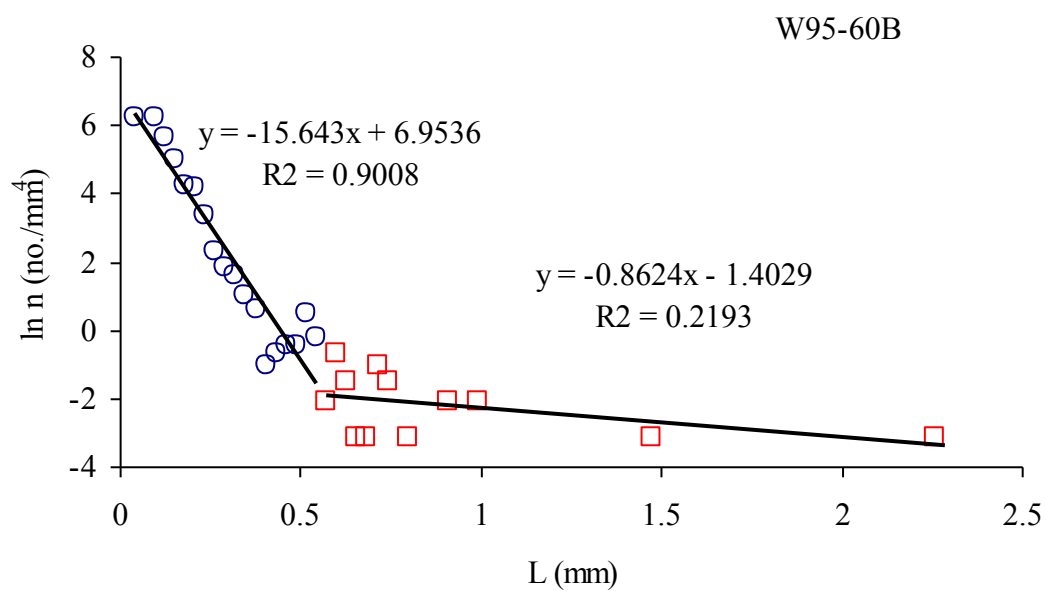 W95-60B
8
6
4
2
0
-2
-4
ln n (no./mm4)
y = -15.643x + 6.9536
R2 = 0.9008
y = -0.8624x - 1.4029
R2 = 0.2193
0 0.5 1 1.5 2 2.5
L (mm)